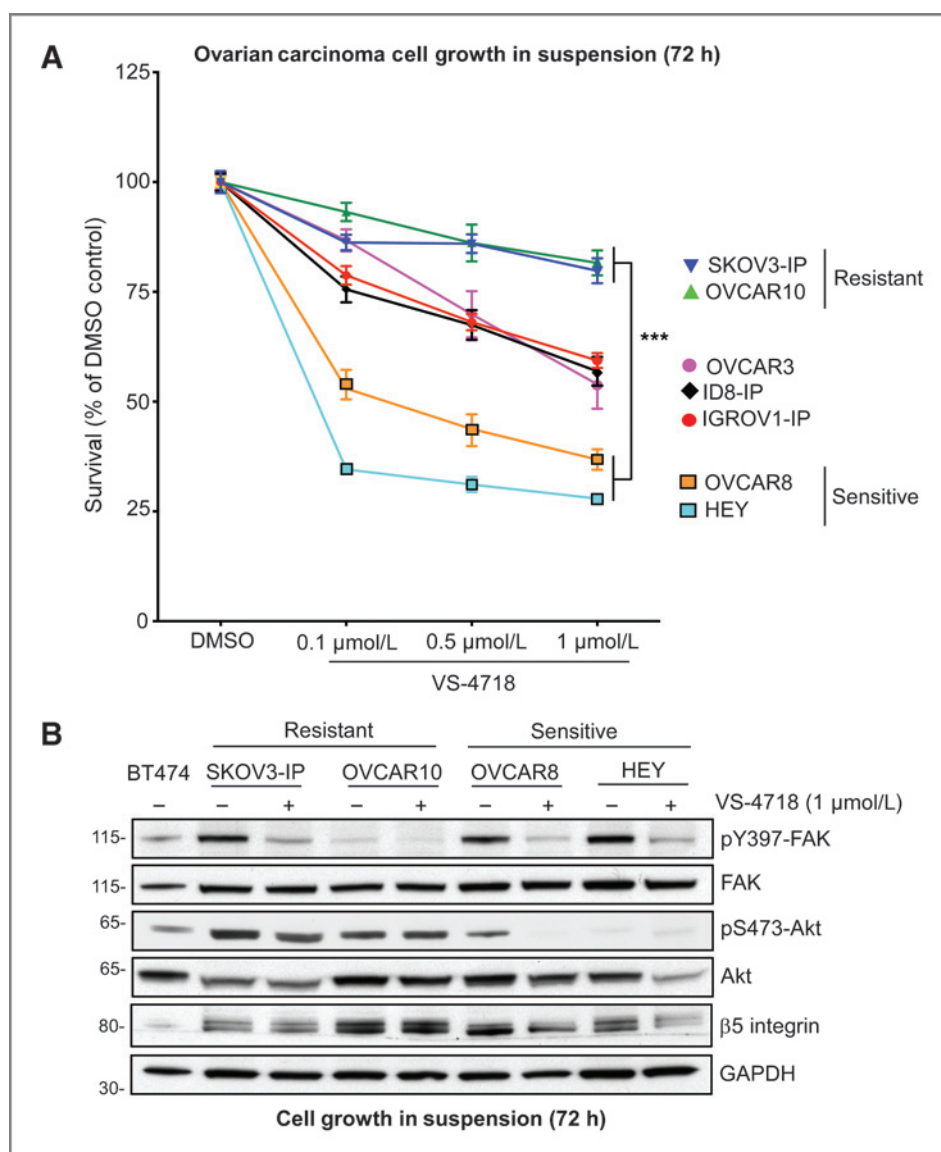 A
Ovarian carcinoma cell growth in suspension (72 h)
Survival (% of DMSO control)
125
100
75
50
25
0
DMSO
0.1 µmol/L
0.5 µmol/L
1 µmol/L
VS-4718
***
SKOV3-IP
OVCAR10
Resistant
OVCAR3
ID8-IP
IGROV1-IP
OVCAR8
HEY
Sensitive
B
Resistant
Sensitive
BT474
SKOV3-IP
OVCAR10
OVCAR8
HEY
– – + – + – + – + VS-4718 (1 µmol/L)
115- pY397-FAK
115- FAK
65- pS473-Akt
65- Akt
80- β5 integrin
30- GAPDH
Cell growth in suspension (72 h)